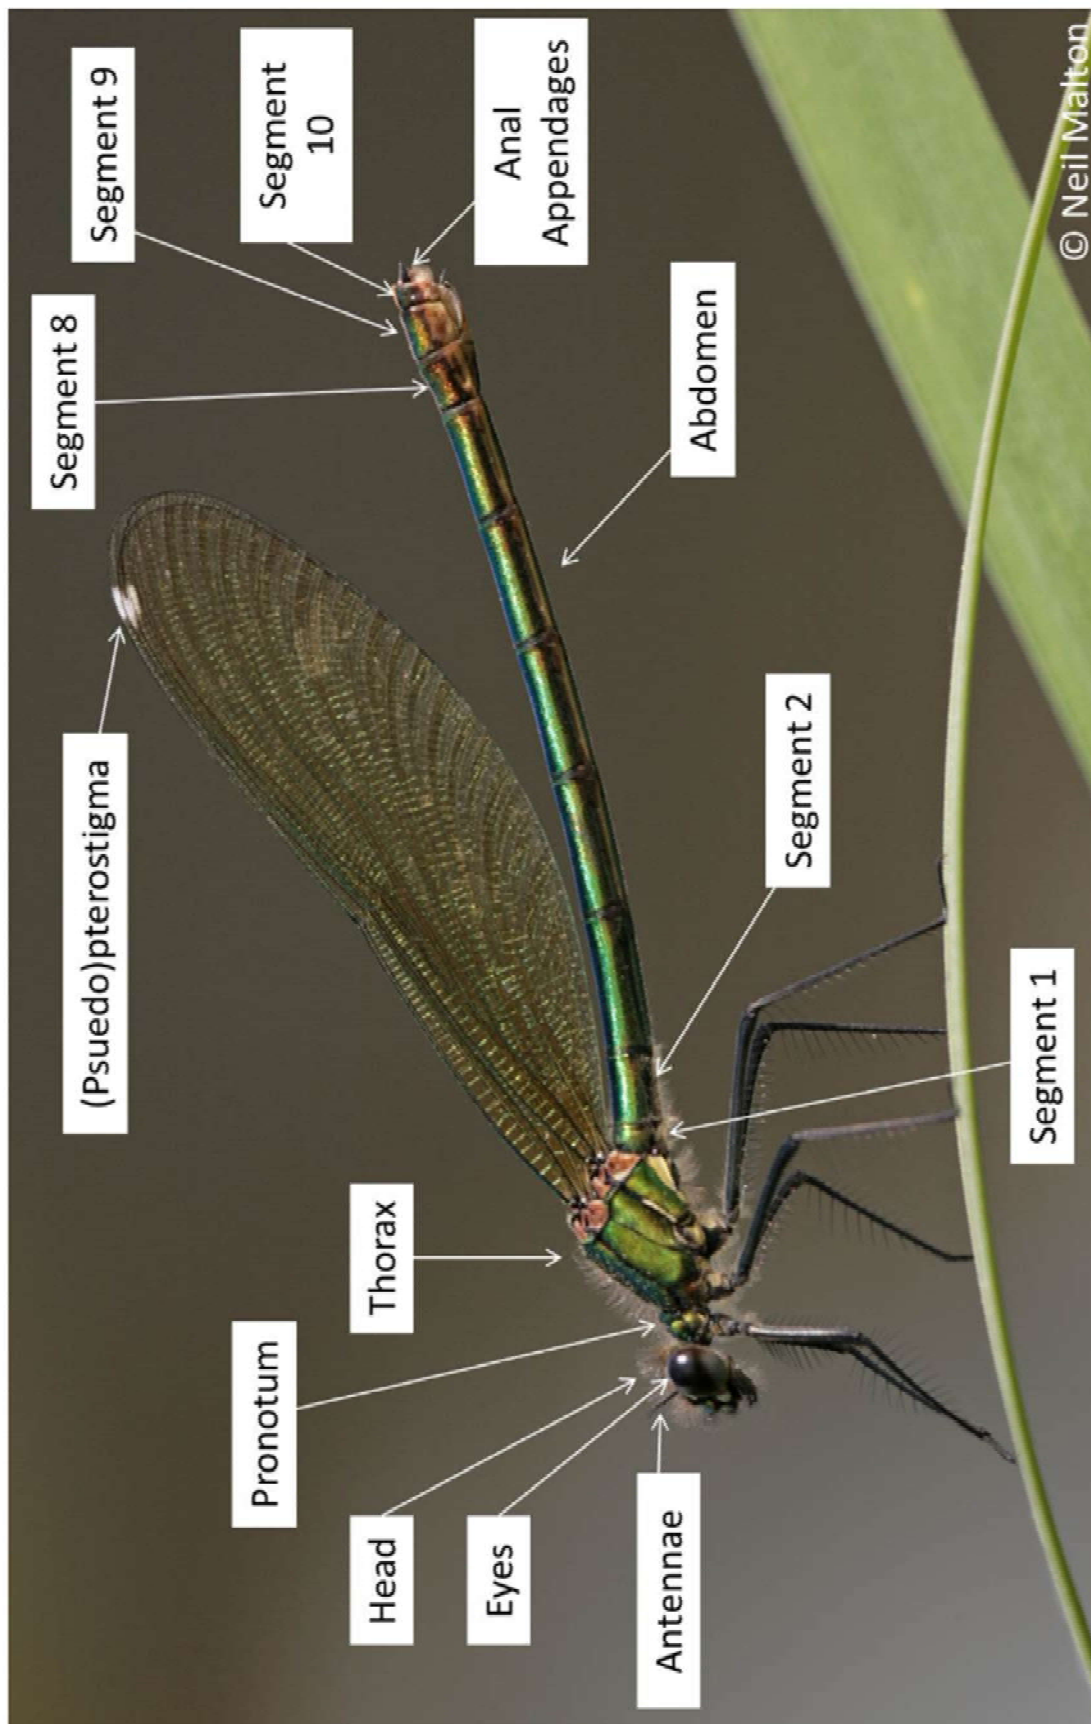 (Psuedo)pterostigma
Segment 8
Segment 9
Pronotum
Segment
10
Head
Thorax
Eyes
Anal
Appendages
Antennae
Abdomen
Segment 2
Segment 1
© Neil Malton